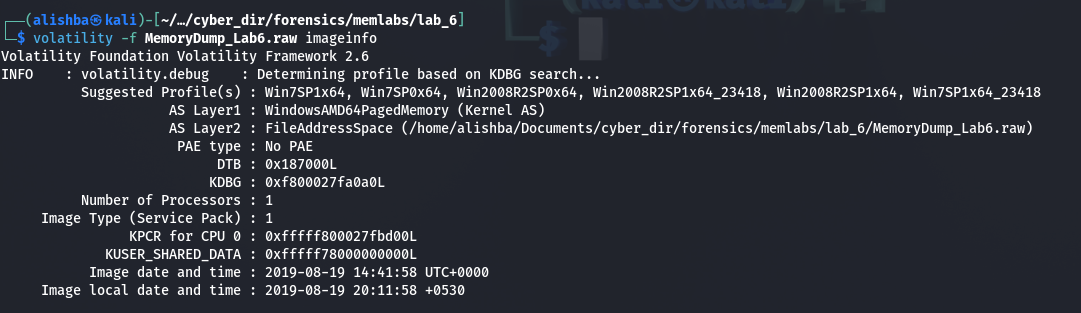 ┌──(alishba㉿kali)-[~/…/cyber_dir/forensics/memlabs/lab_6]
└─$ volatility -f MemoryDump_Lab6.raw imageinfo
Volatility Foundation Volatility Framework 2.6
INFO    : volatility.debug    : Determining profile based on KDBG search...
Suggested Profile(s) : Win7SP1x64, Win7SP0x64, Win2008R2SP0x64, Win2008R2SP1x64_23418, Win2008R2SP1x64, Win7SP1x64_23418
AS Layer1 : WindowsAMD64PagedMemory (Kernel AS)
AS Layer2 : FileAddressSpace (/home/alishba/Documents/cyber_dir/forensics/memlabs/lab_6/MemoryDump_Lab6.raw)
PAE type : No PAE
DTB : 0x187000L
KDBG : 0xf800027fa0a0L
Number of Processors : 1
Image Type (Service Pack) : 1
KPCR for CPU 0 : 0xfffff800027fbd00L
KUSER_SHARED_DATA : 0xfffff78000000000L
Image date and time : 2019-08-19 14:41:58 UTC+0000
Image local date and time : 2019-08-19 20:11:58 +0530